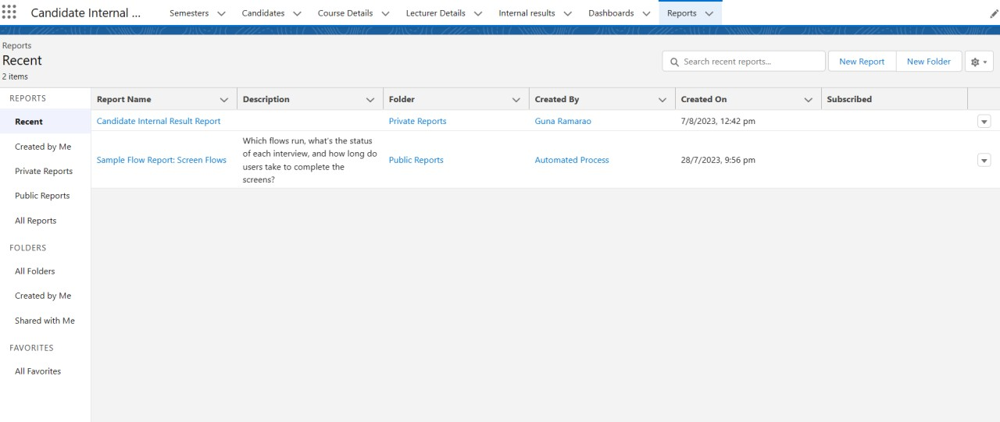 Candidate Internal ...
Semesters Candidates Course Details Lecturer Details Internal results Dashboards Reports
Reports
Recent
2 items
Search recent reports...
New Report New Folder
REPORTS
Recent
Created by Me
Private Reports
Public Reports
All Reports
FOLDERS
All Folders
Created by Me
Shared with Me
FAVORITES
All Favorites
Report Name Description Folder Created By Created On Subscribed
Candidate Internal Result Report Private Reports Guna Ramarao 7/8/2023, 12:42 pm
Sample Flow Report: Screen Flows
Which flows run, what's the status
of each interview, and how long do
users take to complete the
screens?
Public Reports Automated Process 28/7/2023, 9:56 pm